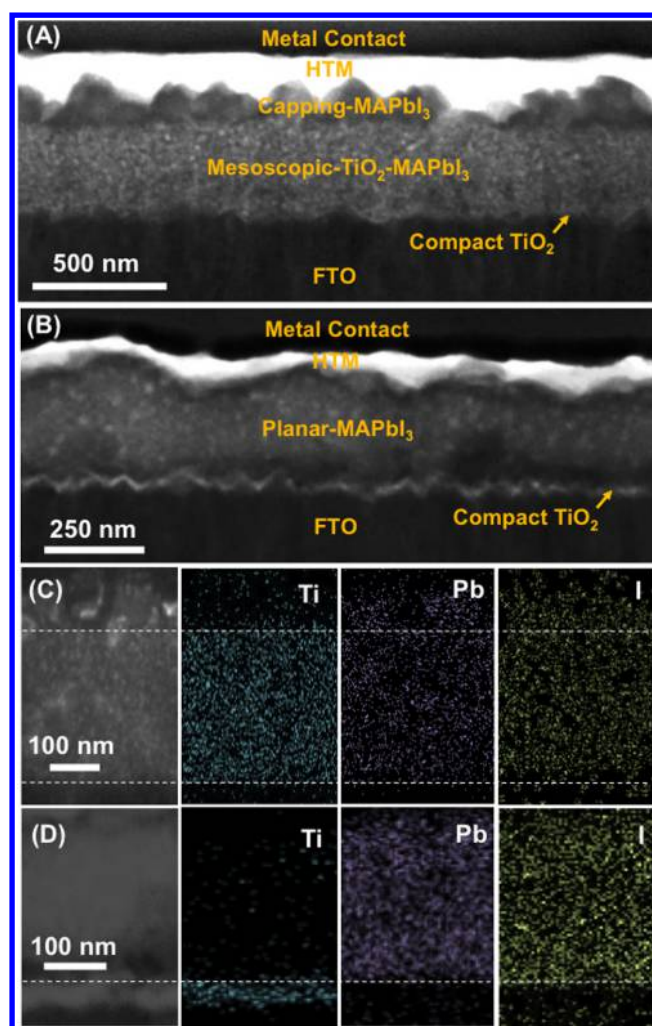 (A)
Metal Contact
HTM
Capping-MAPbI₃
Mesoscopic-TiO₂-MAPbI₃
Compact TiO₂
500 nm
FTO
(B)
Metal Contact
HTM
Planar-MAPbI₃
Compact TiO₂
250 nm
FTO
(C)
Ti
Pb
I
100 nm
(D)
Ti
Pb
I
100 nm